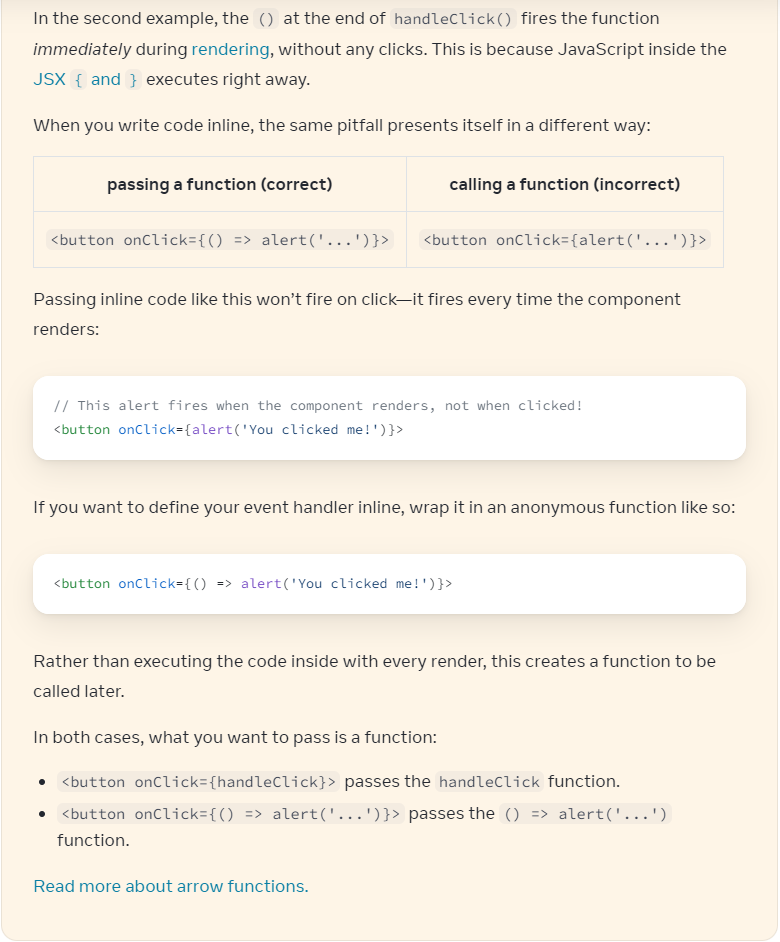 In the second example, the () at the end of handleClick() fires the function
immediately during rendering, without any clicks. This is because JavaScript inside the
JSX { and } executes right away.
When you write code inline, the same pitfall presents itself in a different way:
passing a function (correct) calling a function (incorrect)
<button onClick={() => alert('...')}> <button onClick={alert('...')}>
Passing inline code like this won’t fire on click—it fires every time the component
renders:
// This alert fires when the component renders, not when clicked!
<button onClick={alert('You clicked me!')}>
If you want to define your event handler inline, wrap it in an anonymous function like so:
<button onClick={() => alert('You clicked me!')}>
Rather than executing the code inside with every render, this creates a function to be
called later.
In both cases, what you want to pass is a function:
• <button onClick={handleClick}> passes the handleClick function.
• <button onClick={() => alert('...')}> passes the () => alert('...')
function.
Read more about arrow functions.